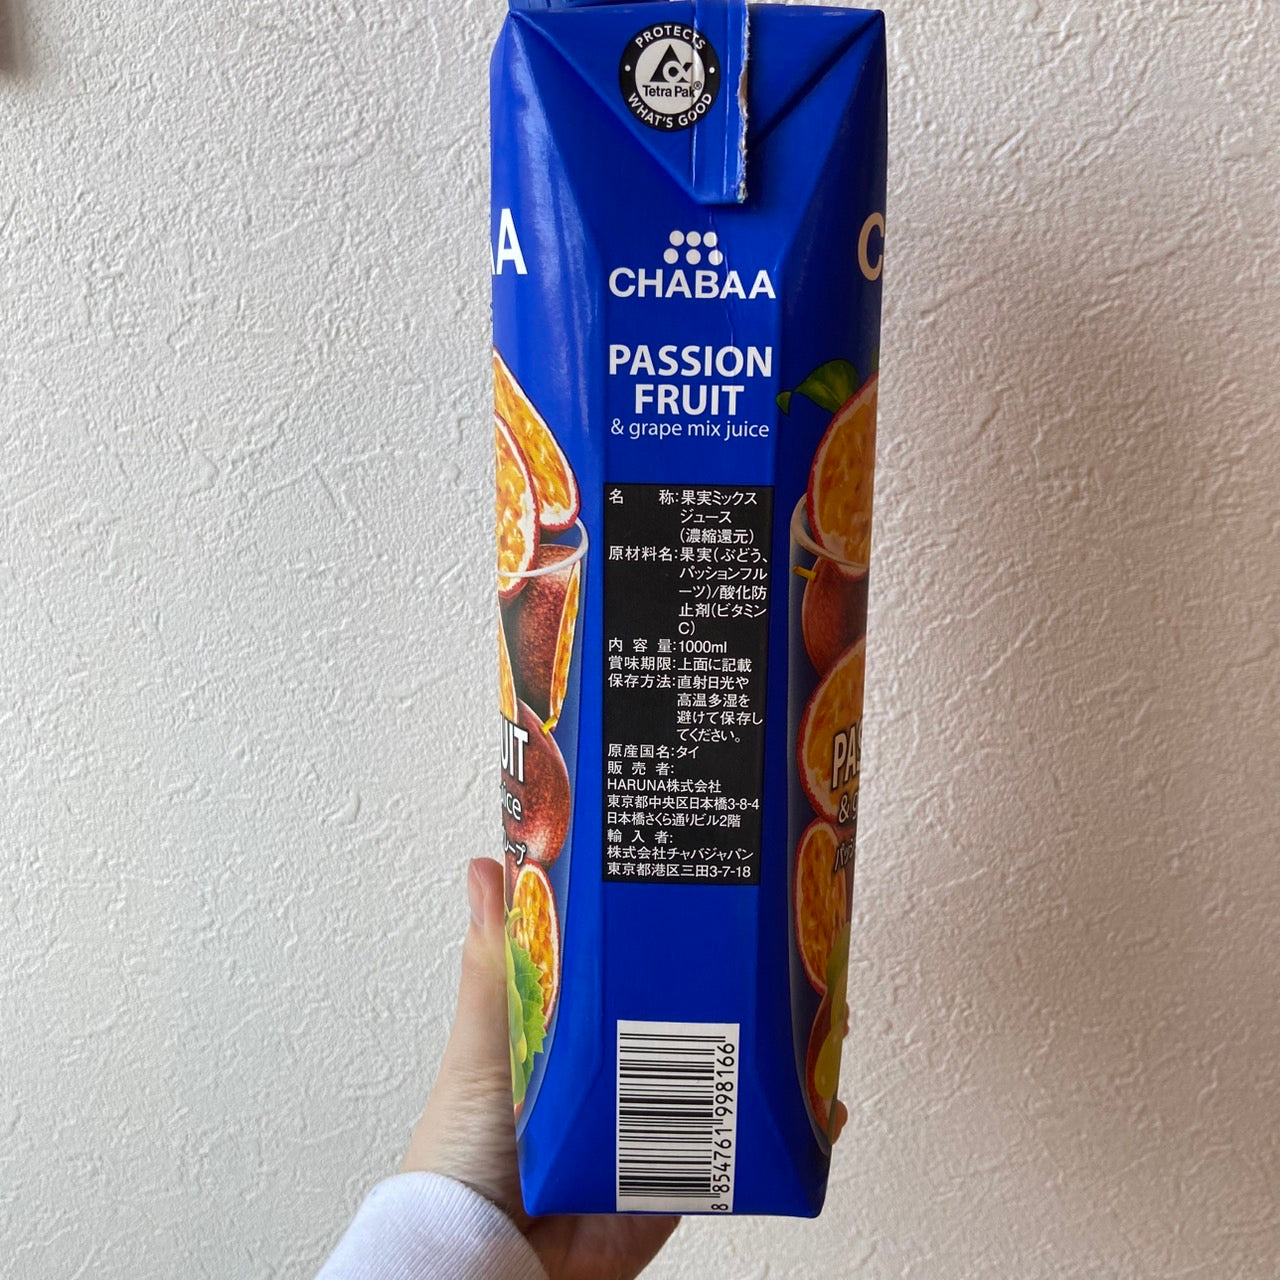 PROTECTS
Tetra Pak®
WHAT'S GOOD
CHABAA
PASSION
FRUIT
& grape mix juice
名 称:果実ミックス
ジュース
(濃縮還元)
原材料名:果実(ぶどう、
パッションフル
ーツ)/酸化防
止剤(ビタミン
C)
内容量:1000ml
賞味期限:上面に記載
保存方法:直射日光や
高温多湿を
避けて保存し
てください。
原産国名:タイ
販売者:
HARUNA株式会社
東京都中央区日本橋3-8-4
日本橋さくら通りビル2階
輸入者:
株式会社チャバジャパン
東京都港区三田3-7-18
8 854761 998166